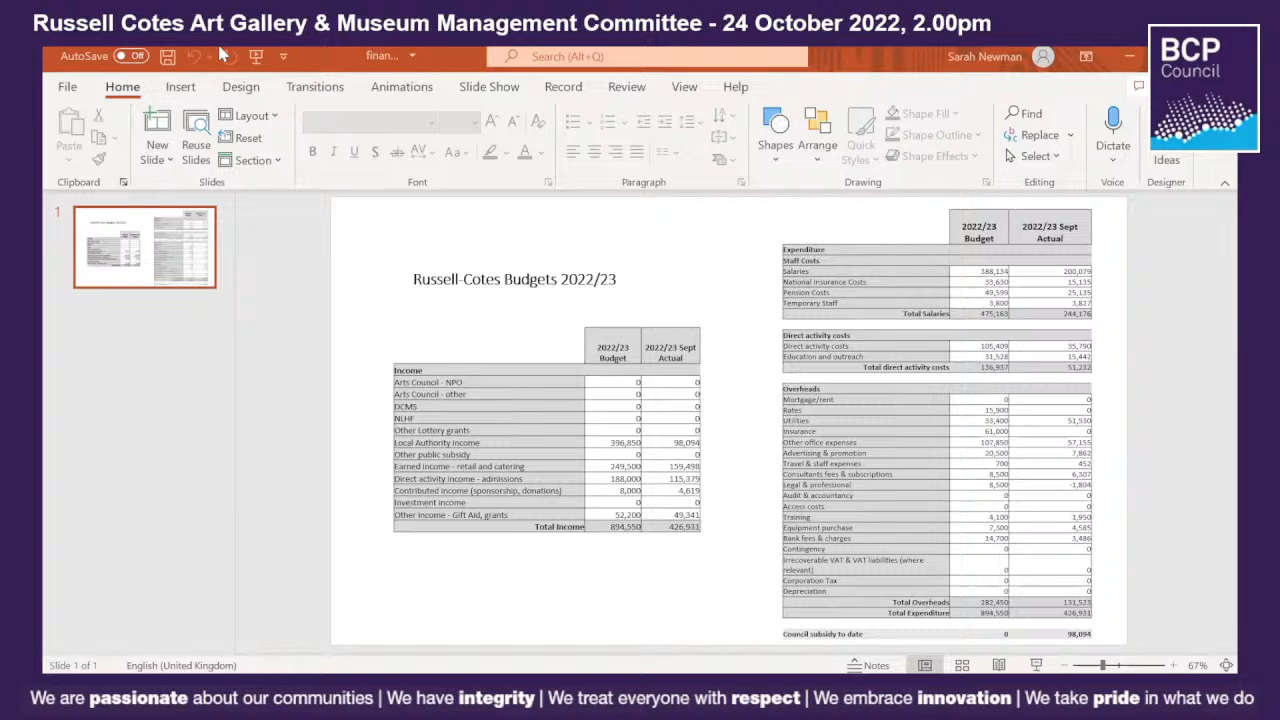 Russell Cotes Art Gallery & Museum Management Committee - 24 October 2022, 2.00pm
BCP
Council
AutoSave Off finan... Search (Alt+Q) Sarah Newman
File Home Insert Design Transitions Animations Slide Show Record Review View Help
Paste New Slide Reuse Slides Layout Reset Section
B I U S ab AV Aa A
Shapes Arrange Quick Styles Shape Fill Shape Outline Shape Effects
Find Replace Select Dictate Ideas
Clipboard Slides Font Paragraph Drawing Editing Voice Designer
1
Russell-Cotes Budgets 2022/23
2022/23 Budget 2022/23 Sept Actual
Income
Arts Council - NPO 0 0
Arts Council - other 0 0
DCMS 0 0
NLHF 0 0
Other Lottery grants 0 0
Local Authority income 396,850 98,094
Other public subsidy 0 0
Earned income - retail and catering 249,500 159,498
Direct activity income - admissions 188,000 115,379
Contributed income (sponsorship, donations) 8,000 4,619
Investment income 0 0
Other income - Gift Aid, grants 52,200 49,341
Total Income 894,550 426,931
2022/23 Budget 2022/23 Sept Actual
Expenditure
Staff Costs
Salaries 388,134 200,079
National Insurance Costs 33,630 15,135
Pension Costs 49,599 25,135
Temporary Staff 3,800 3,827
Total Salaries 475,163 244,176
Direct activity costs
Direct activity costs 105,409 35,790
Education and outreach 31,528 15,442
Total direct activity costs 136,937 51,232
Overheads
Mortgage/rent 0 0
Rates 15,900 0
Utilities 33,400 51,530
Insurance 61,000 0
Other office expenses 107,850 57,155
Advertising & promotion 20,500 7,862
Travel & staff expenses 700 452
Consultants fees & subscriptions 8,500 6,307
Legal & professional 8,500 -1,804
Audit & accountancy 0 0
Access costs 0 0
Training 4,100 1,950
Equipment purchase 7,300 4,585
Bank fees & charges 14,700 3,486
Contingency 0 0
Irrecoverable VAT & VAT liabilities (where
relevant) 0 0
Corporation Tax 0 0
Depreciation 0 0
Total Overheads 282,450 131,523
Total Expenditure 894,550 426,931
Council subsidy to date 0 98,094
Slide 1 of 1 English (United Kingdom) Notes 67%
We are passionate about our communities | We have integrity | We treat everyone with respect | We embrace innovation | We take pride in what we do